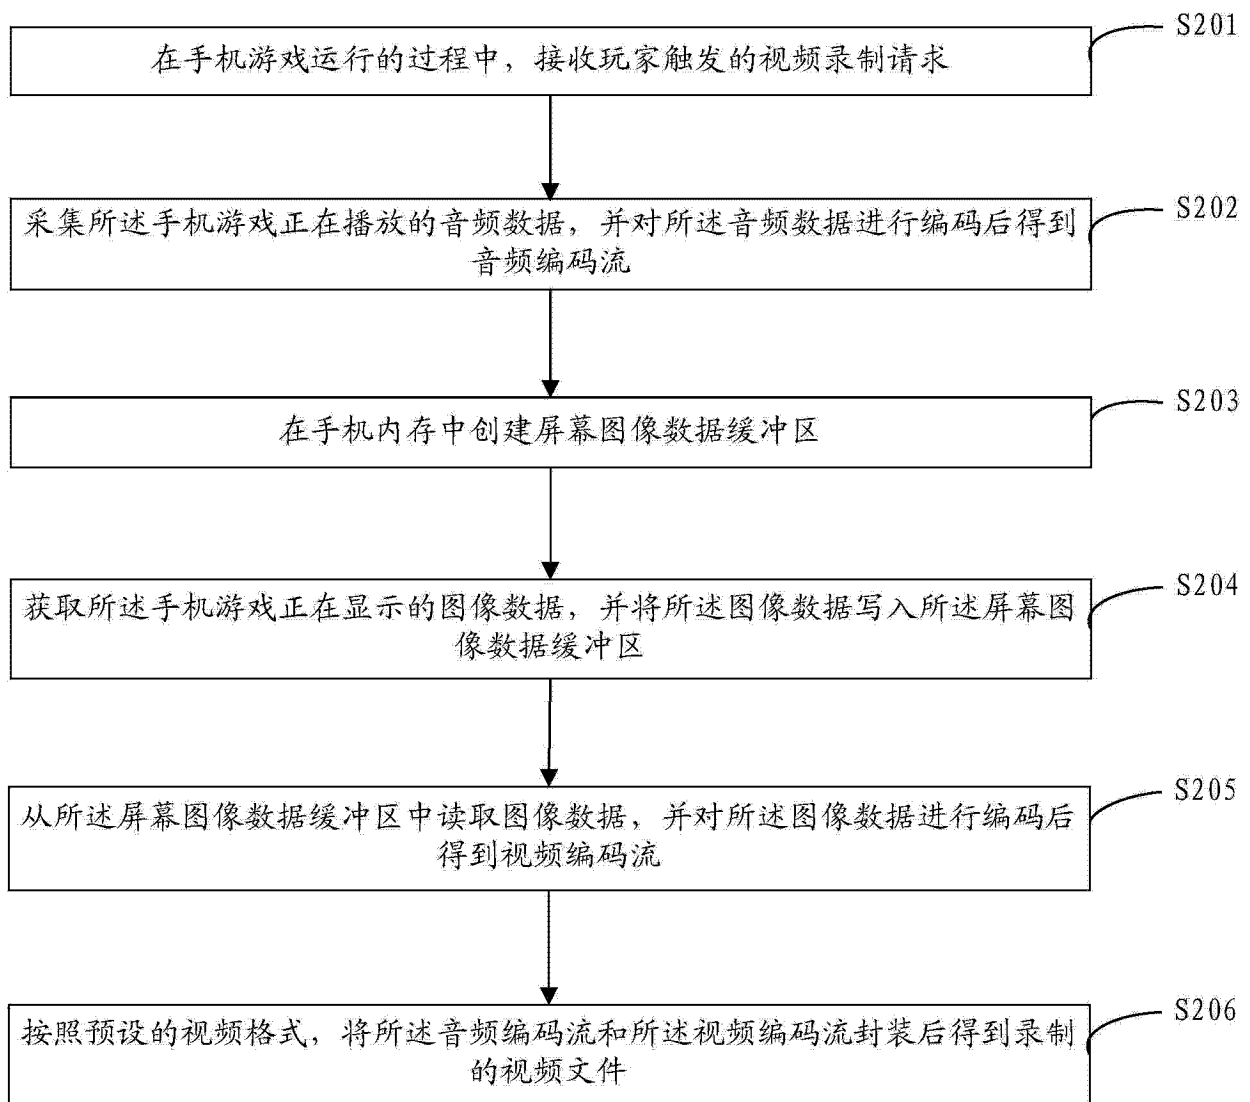 S201
在手机游戏运行的过程中，接收玩家触发的视频录制请求
S202
采集所述手机游戏正在播放的音频数据，并对所述音频数据进行编码后得到
音频编码流
S203
在手机内存中创建屏幕图像数据缓冲区
S204
获取所述手机游戏正在显示的图像数据，并将所述图像数据写入所述屏幕图
像数据缓冲区
S205
从所述屏幕图像数据缓冲区中读取图像数据，并对所述图像数据进行编码后
得到视频编码流
S206
按照预设的视频格式，将所述音频编码流和所述视频编码流封装后得到录制
的视频文件